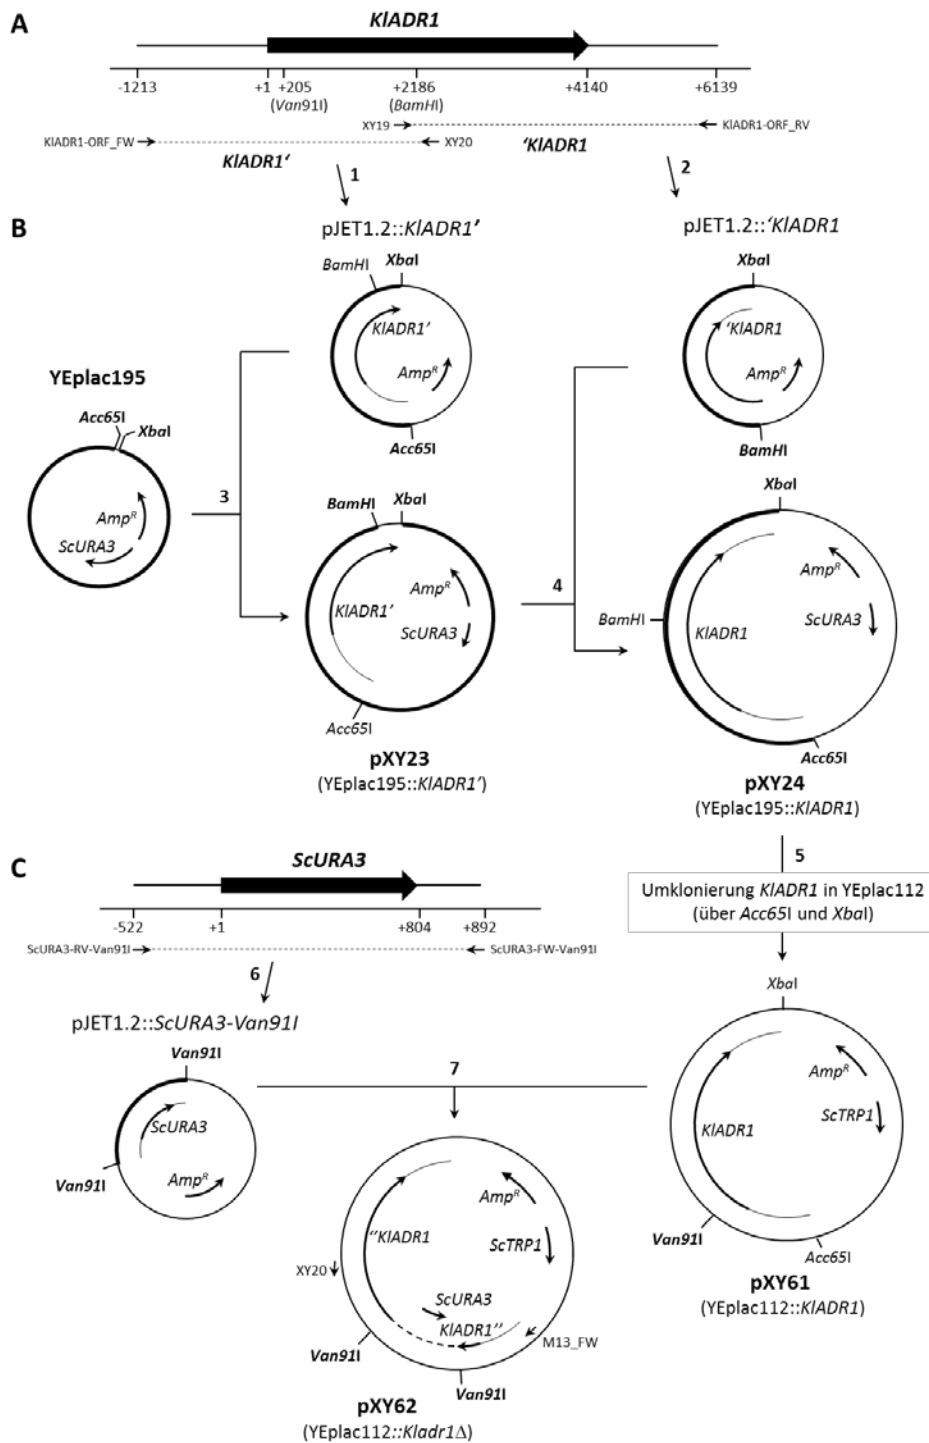 A
KlADR1
-1213 +1 +205 +2186 +4140 +6139
(Van91I) (BamHI)
XY19 KlADR1-ORF_RV
KlADR1-ORF_FW XY20
KlADR1' 'KlADR1
1 2
B
pJET1.2::KlADR1' pJET1.2::'KlADR1
XbaI XbaI
BamHI
KlADR1' 'KlADR1
AmpR AmpR
Acc65I BamHI
YEplac195
Acc65I XbaI
AmpR
ScURA3
3
BamHI XbaI
AmpR
KlADR1'
ScURA3
Acc65I
pXY23
(YEplac195::KlADR1')
4
XbaI
AmpR
BamHI KlADR1 ScURA3
Acc65I
pXY24
(YEplac195::KlADR1)
5
Umklonierung KlADR1 in YEplac112
(über Acc65I und XbaI)
C
ScURA3
-522 +1 +804 +892
ScURA3-RV-Van91I ScURA3-FW-Van91I
6
pJET1.2::ScURA3-Van91I
Van91I
ScURA3
Van91I AmpR
7
XbaI
AmpR
KlADR1 ScTRP1
Van91I
Acc65I
pXY61
(YEplac112::KlADR1)
AmpR
''KlADR1 ScTRP1
XY20
ScURA3
KlADR1''
M13_FW
Van91I
Van91I
pXY62
(YEplac112::Kladr1Δ)